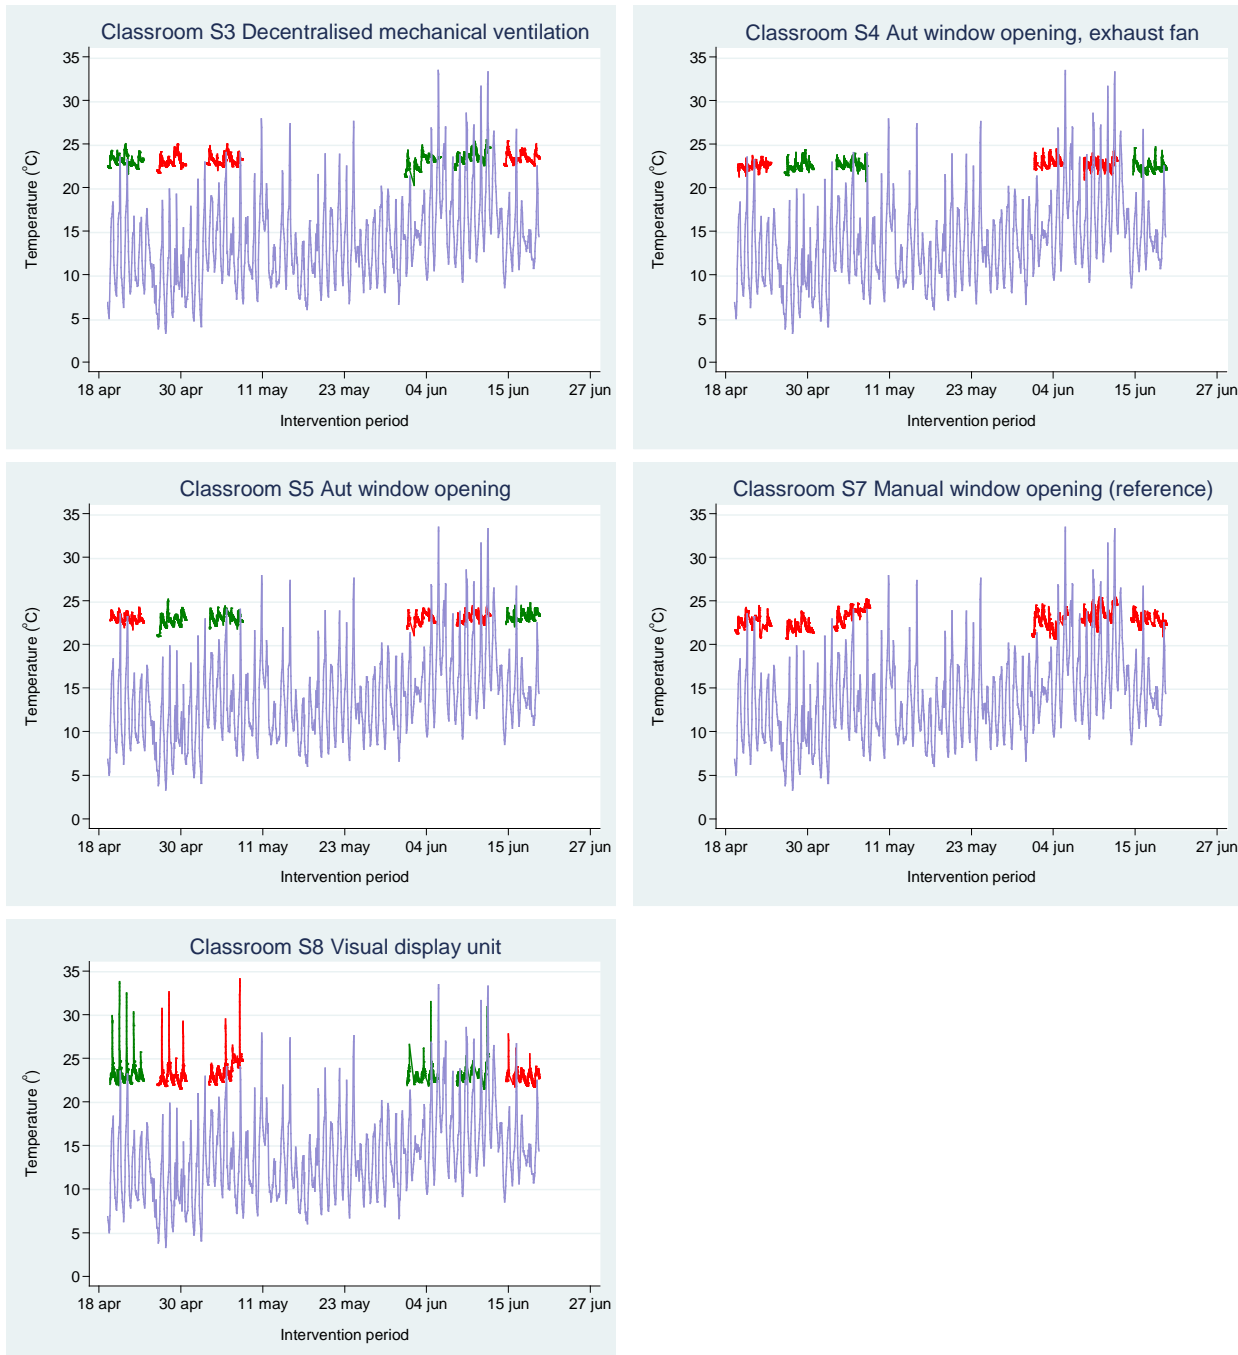 Classroom S3 Decentralised mechanical ventilation
Temperature (°C)
35
30
25
20
15
10
5
0
18 apr 30 apr 11 may 23 may 04 jun 15 jun 27 jun
Intervention period
Classroom S4 Aut window opening, exhaust fan
Temperature (°C)
35
30
25
20
15
10
5
0
18 apr 30 apr 11 may 23 may 04 jun 15 jun 27 jun
Intervention period
Classroom S5 Aut window opening
Temperature (°C)
35
30
25
20
15
10
5
0
18 apr 30 apr 11 may 23 may 04 jun 15 jun 27 jun
Intervention period
Classroom S7 Manual window opening (reference)
Temperature (°C)
35
30
25
20
15
10
5
0
18 apr 30 apr 11 may 23 may 04 jun 15 jun 27 jun
Intervention period
Classroom S8 Visual display unit
Temperature (°)
35
30
25
20
15
10
5
0
18 apr 30 apr 11 may 23 may 04 jun 15 jun 27 jun
Intervention period